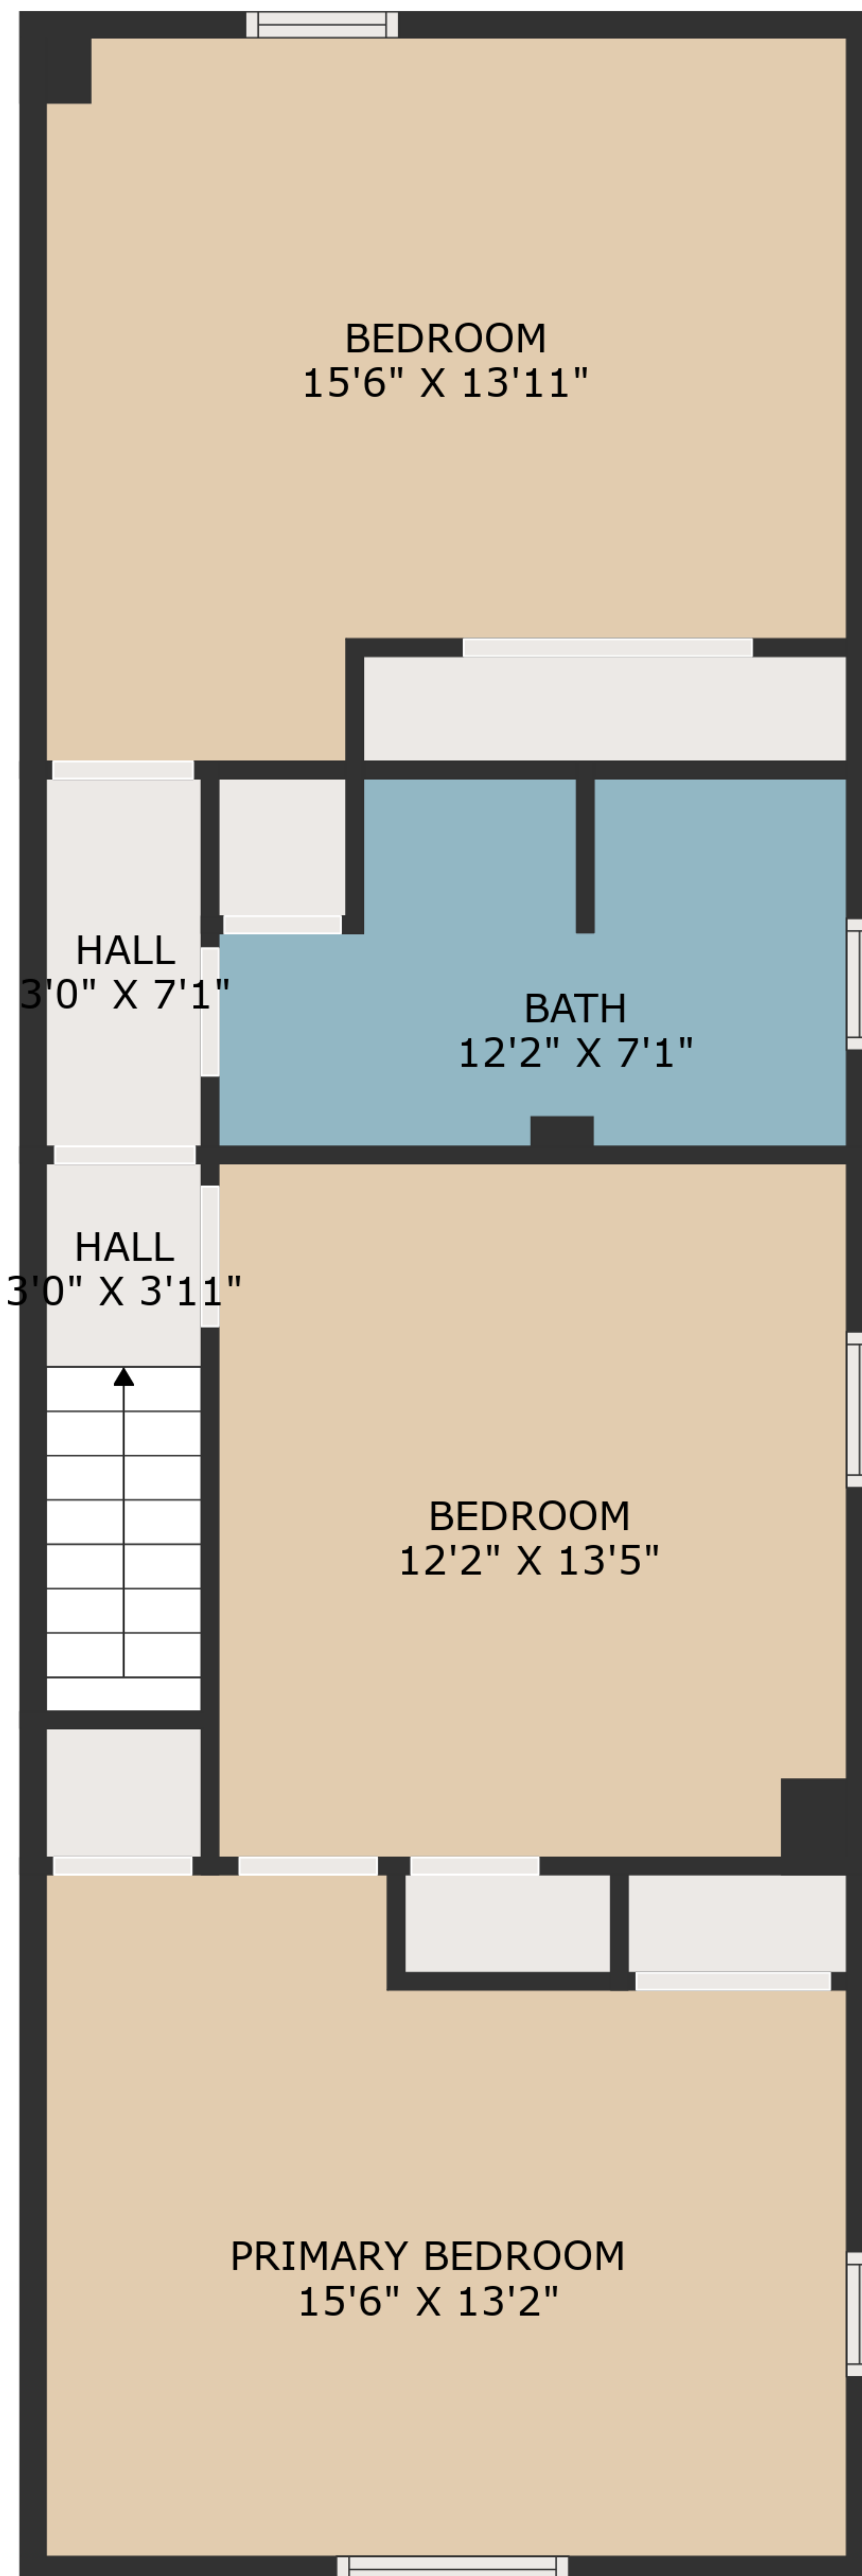 BEDROOM
15'6" X 13'11"
HALL
3'0" X 7'1"
BATH
12'2" X 7'1"
HALL
3'0" X 3'11"
BEDROOM
12'2" X 13'5"
PRIMARY BEDROOM
15'6" X 13'2"